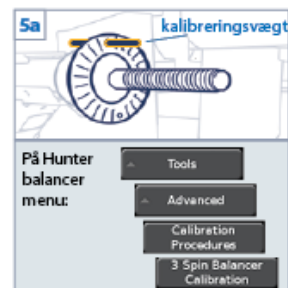 5a
kalibreringsvægt
På Hunter
balancer
menu:
Tools
Advanced
Calibration
Procedures
3 Spin Balancer
Calibration